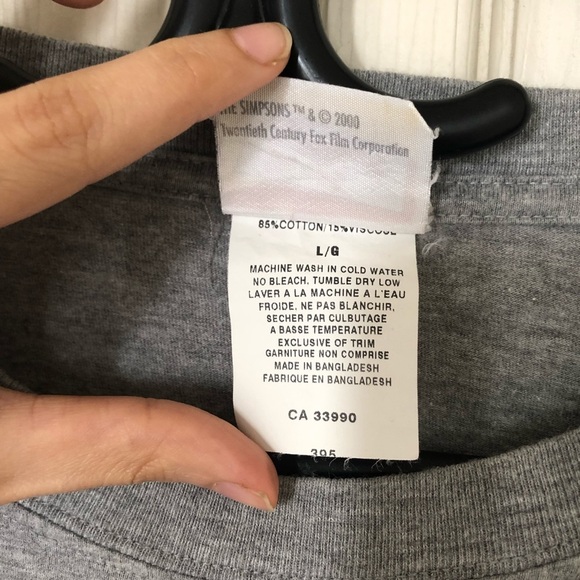 THE SIMPSONS™ & © 2000
Twentieth Century Fox Film Corporation
85%COTTON/15%VISCOSE
L/G
MACHINE WASH IN COLD WATER
NO BLEACH. TUMBLE DRY LOW
LAVER A LA MACHINE A L'EAU
FROIDE, NE PAS BLANCHIR,
SECHER PAR CULBUTAGE
A BASSE TEMPERATURE
EXCLUSIVE OF TRIM
GARNITURE NON COMPRISE
MADE IN BANGLADESH
FABRIQUE EN BANGLADESH
CA 33990
395